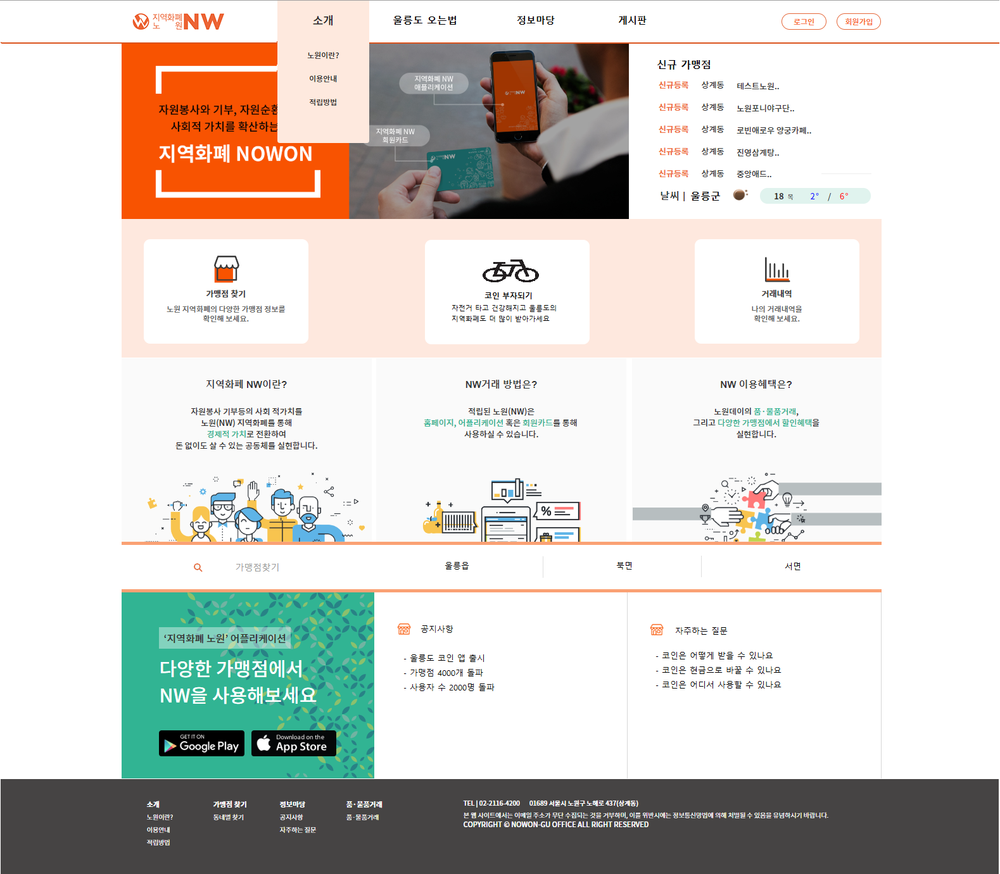 지역화폐
노 원 NW
소개
울릉도 오는법
정보마당
게시판
로그인
회원가입
노원이란?
이용안내
적립방법
자원봉사와 기부, 자원순환
사회적 가치를 확산하는
지역화폐 NOWON
지역화폐 NW
애플리케이션
지역화폐 NW
회원카드
NW
NW
신규 가맹점
신규등록 상계동 테스트노원..
신규등록 상계동 노원포니야구단..
신규등록 상계동 로빈애로우 양궁카페..
신규등록 상계동 진영삼계탕..
신규등록 상계동 중앙애드..
날씨 | 울릉군 18 목 2° / 6°
가맹점 찾기
노원 지역화폐의 다양한 가맹점 정보를
확인해 보세요.
코인 부자되기
자전거 타고 건강해지고 울릉도의
지역화폐도 더 많이 받아가세요
거래내역
나의 거래내역을
확인해 보세요.
지역화폐 NW이란?
자원봉사 기부등의 사회 적가치를
노원(NW) 지역화폐를 통해
경제적 가치로 전환하여
돈 없이도 살 수 있는 공동체를 실현합니다.
NW거래 방법은?
적립된 노원(NW)은
홈페이지, 어플리케이션 혹은 회원카드를 통해
사용하실 수 있습니다.
NW 이용혜택은?
노원데이의 품·물품거래,
그리고 다양한 가맹점에서 할인혜택을
실현합니다.
%
가맹점찾기
울릉읍
북면
서면
‘지역화폐 노원’ 어플리케이션
다양한 가맹점에서
NW을 사용해보세요
GET IT ON
Google Play
Download on the
App Store
공지사항
- 울릉도 코인 앱 출시
- 가맹점 4000개 돌파
- 사용자 수 2000명 돌파
자주하는 질문
- 코인은 어떻게 받을 수 있나요
- 코인은 현금으로 바꿀 수 있나요
- 코인은 어디서 사용할 수 있나요
소개
노원이란?
이용안내
적립방법
가맹점 찾기
동네별 찾기
정보마당
공지사항
자주하는 질문
품·물품거래
품·물품거래
TEL | 02-2116-4200 01689 서울시 노원구 노해로 437(상계동)
본 웹 사이트에서는 이메일 주소가 무단 수집되는 것을 거부하며, 이를 위반시에는 정보통신망법에 의해 처벌될 수 있음을 유념하시기 바랍니다.
COPYRIGHT © NOWON-GU OFFICE ALL RIGHT RESERVED